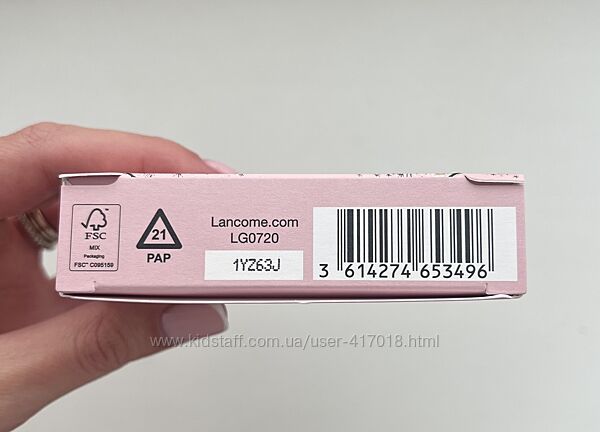 FSC
MIX
Packaging
FSC™ C095159
21
PAP
Lancome.com
LG0720
1YZ63J
3 614274 653496
www.kidstaff.com.ua/user-417018.html